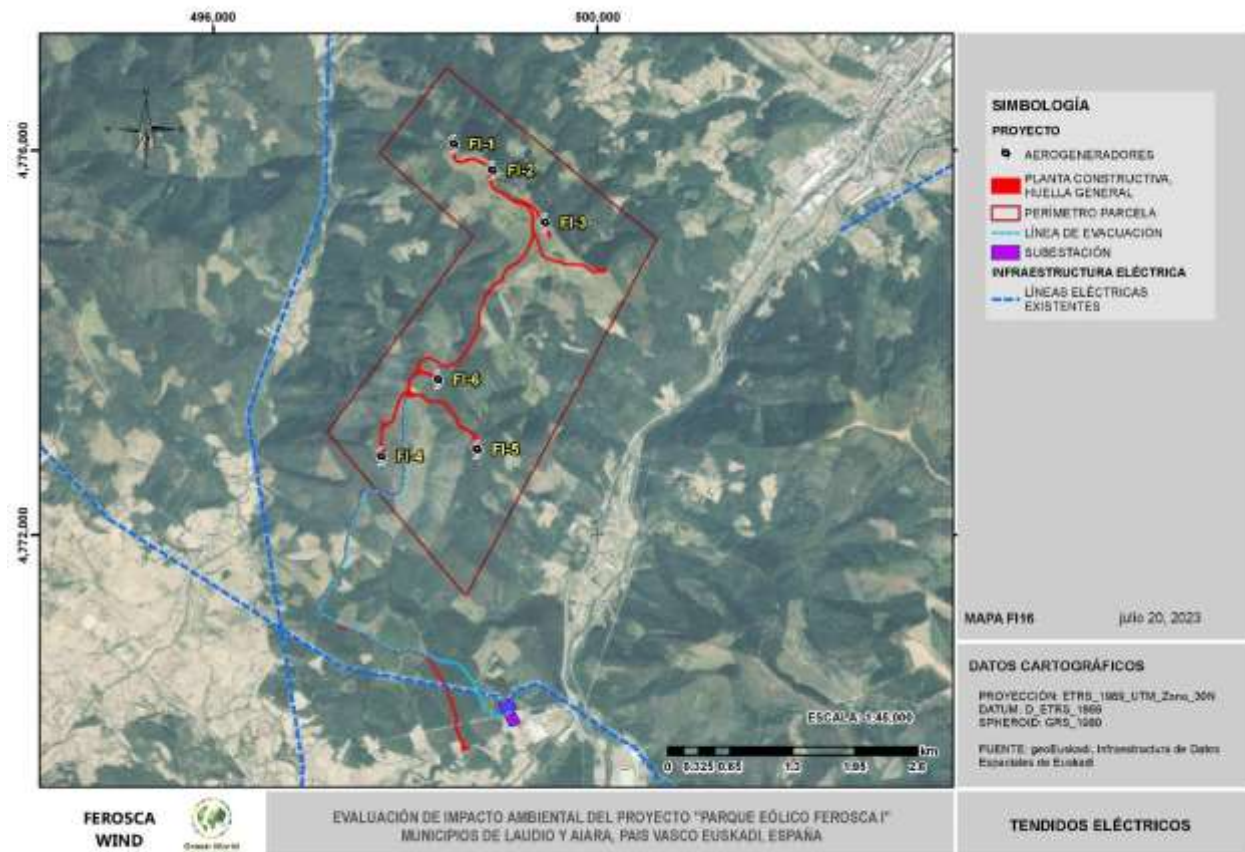 496,000
500,000
4,776,000
4,772,000
N
FI-1
FI-2
FI-3
FI-6
FI-4
FI-5
ESCALA: 1:45,000
km
0 0.325 0.65 1.3 1.95 2.6
SIMBOLOGÍA
PROYECTO
AEROGENERADORES
PLANTA CONSTRUCTIVA,
HUELLA GENERAL
PERÍMETRO PARCELA
LÍNEA DE EVACUACIÓN
SUBESTACIÓN
INFRAESTRUCTURA ELÉCTRICA
LÍNEAS ELÉCTRICAS
EXISTENTES
MAPA FI16 julio 20, 2023
DATOS CARTOGRÁFICOS
PROYECCIÓN: ETRS_1989_UTM_Zona_30N
DATUM: D_ETRS_1989
SPHEROID: GRS_1980
FUENTE: geoEuskadi, Infraestructura de Datos
Espaciales de Euskadi
FEROSCA
WIND
Green World
EVALUACIÓN DE IMPACTO AMBIENTAL DEL PROYECTO "PARQUE EÓLICO FEROSCA I"
MUNICIPIOS DE LAUDIO Y AIARA, PAIS VASCO EUSKADI, ESPAÑA
TENDIDOS ELÉCTRICOS